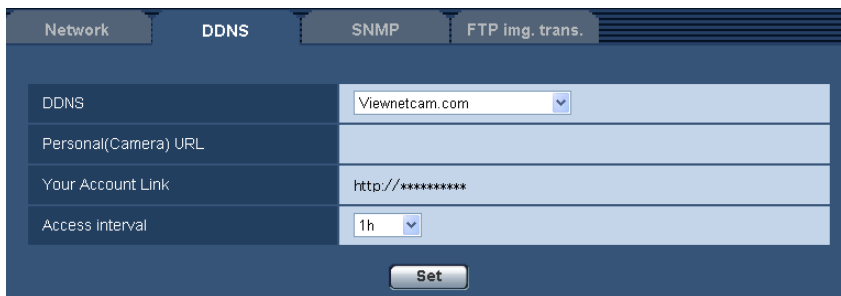 Network DDNS SNMP FTP img. trans.
DDNS Viewnetcam.com
Personal(Camera) URL
Your Account Link http://**********
Access interval 1h
Set